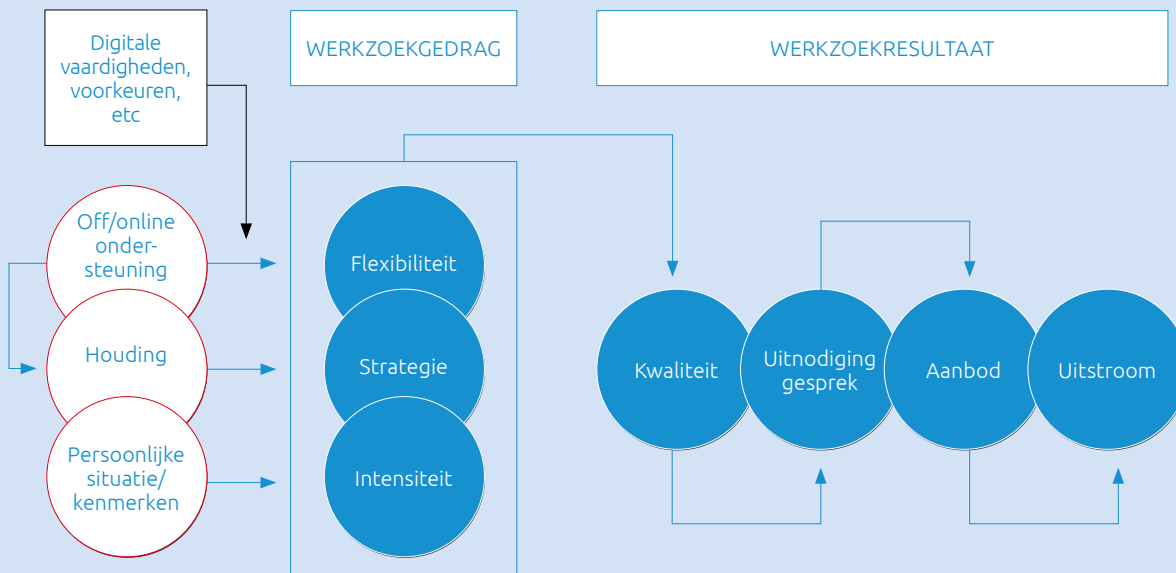 Digitale
vaardigheden,
voorkeuren,
etc
WERKZOEKGEDRAG
WERKZOEKRESULTAAT
Off/online
onder-
steuning
Houding
Persoonlijke
situatie/
kenmerken
Flexibiliteit
Strategie
Intensiteit
Kwaliteit
Uitnodiging
gesprek
Aanbod
Uitstroom